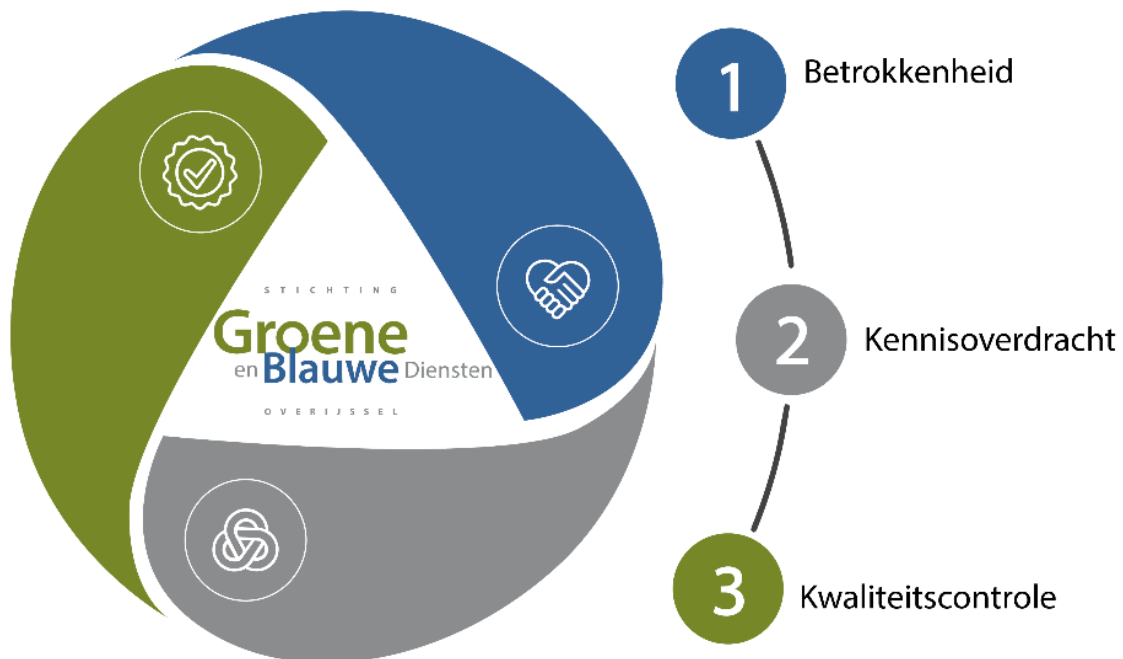 STICHTING
Groene
en Blauwe Diensten
OVERIJSSEL
1 Betrokkenheid
2 Kennisoverdracht
3 Kwaliteitscontrole